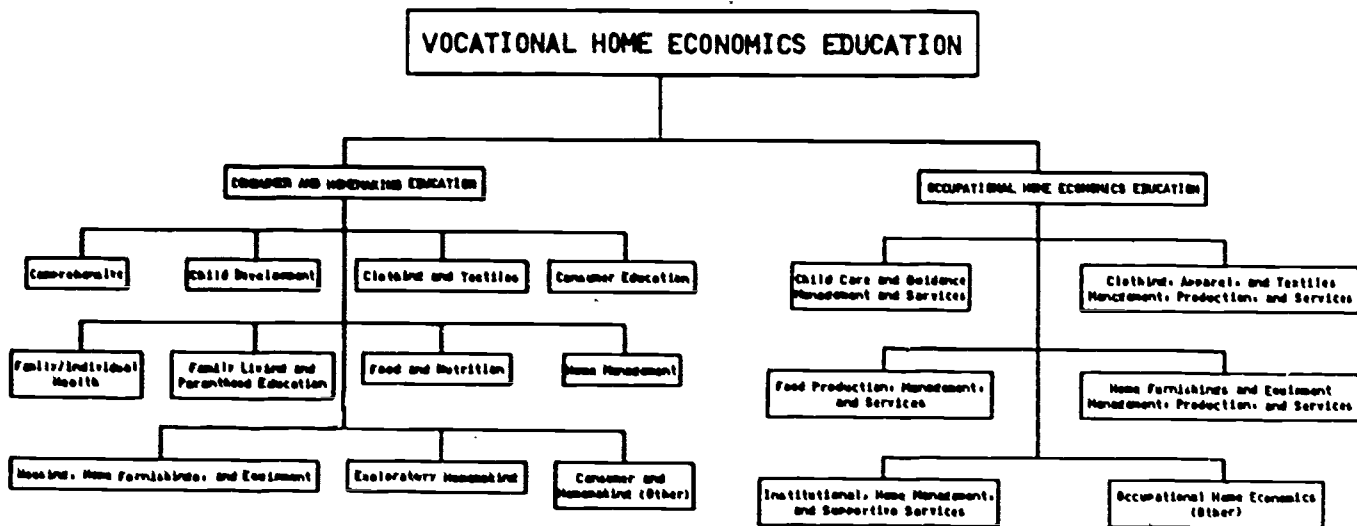 VOCATIONAL HOME ECONOMICS EDUCATION
CONSUMER AND HOMEMAKING EDUCATION
OCCUPATIONAL HOME ECONOMICS EDUCATION
Comprehensive
Child Development
Clothing and Textiles
Consumer Education
Child Care and Guidance
Management and Services
Clothing, Apparel, and Textiles
Management, Production, and Services
Family/Individual
Health
Family Living and
Parenthood Education
Food and Nutrition
Home Management
Food Production, Management,
and Services
Home Furnishings and Equipment
Management, Production, and Services
Housing, Home Furnishings, and Equipment
Exploratory Homemaking
Consumer and
Homemaking (Other)
Institutional, Home Management,
and Supportive Services
Occupational Home Economics
(Other)